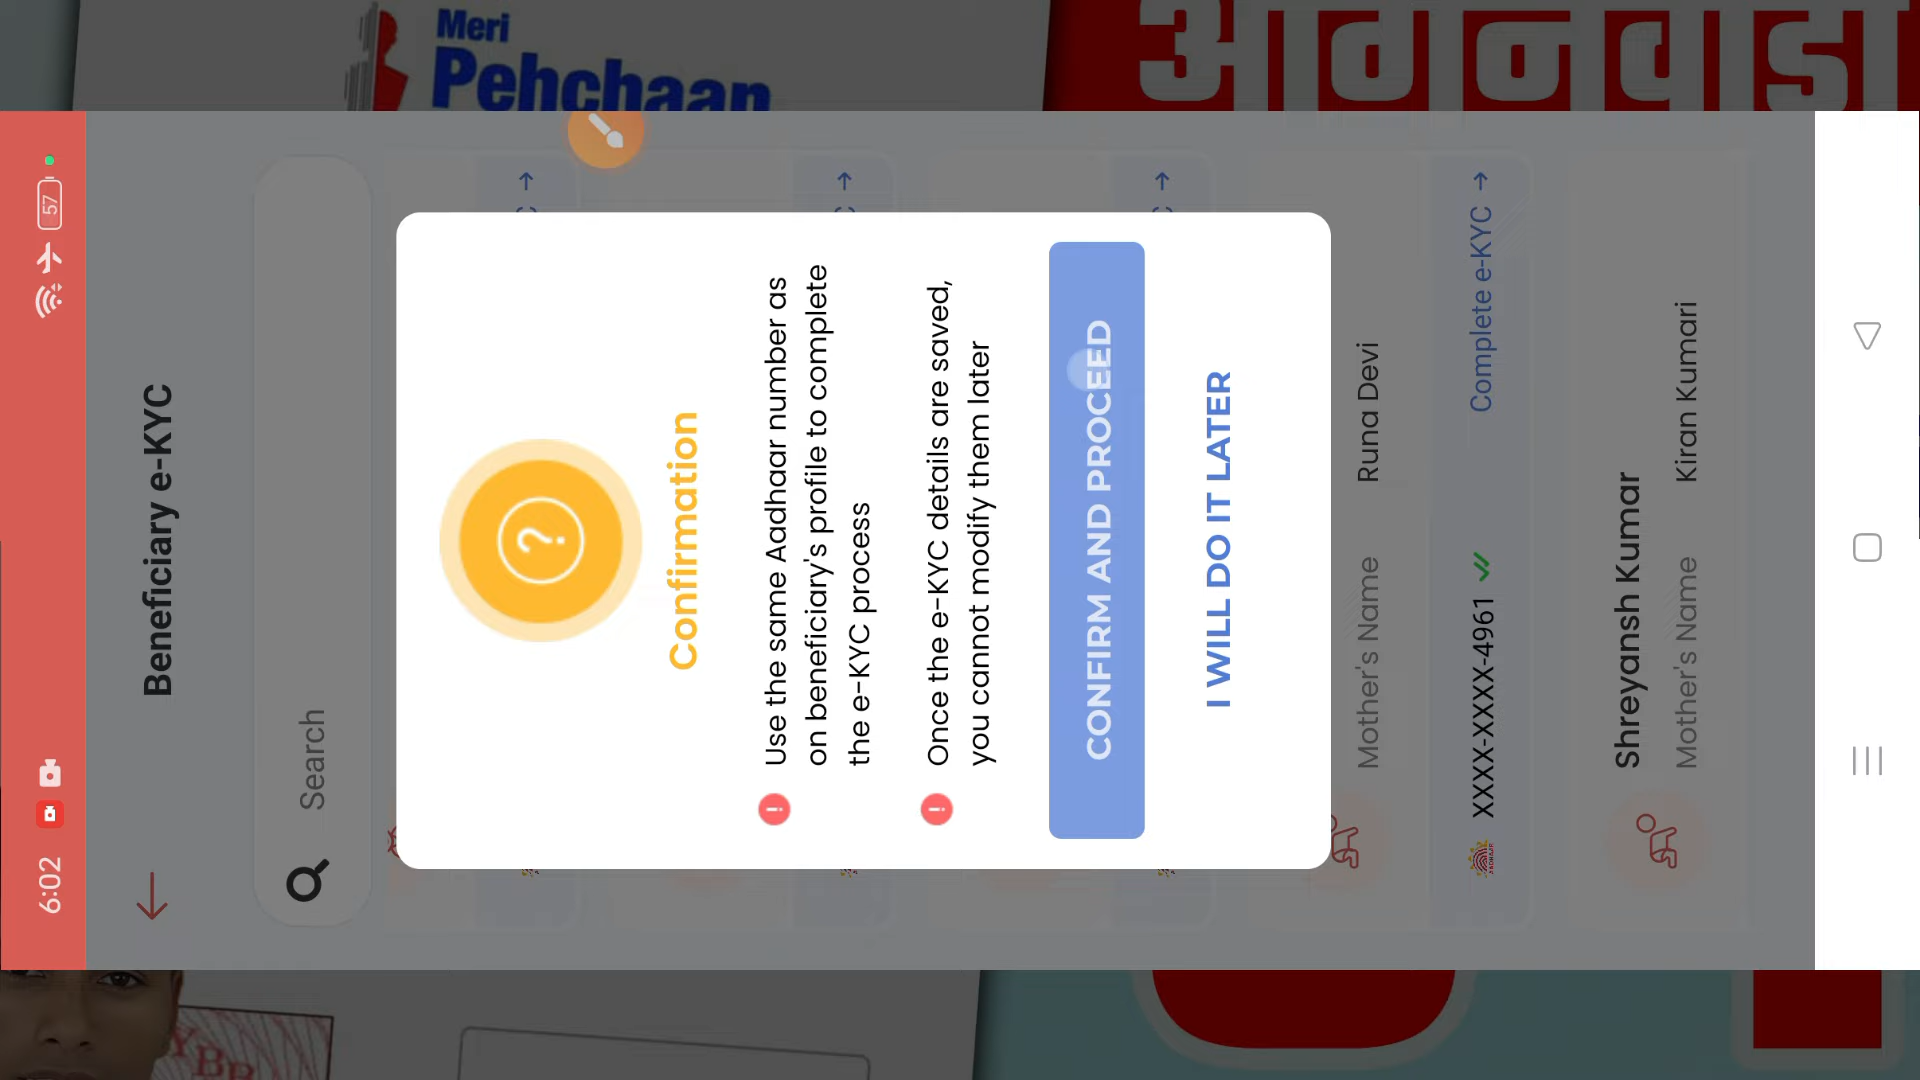 Meri
Pehchaan
6:02
57
Beneficiary e-KYC
Search
Confirmation
Use the same Aadhaar number as
on beneficiary's profile to complete
the e-KYC process
Once the e-KYC details are saved,
you cannot modify them later
CONFIRM AND PROCEED
I WILL DO IT LATER
Mother's Name Runa Devi
XXXX-XXXX-4961 Complete e-KYC →
Shreyansh Kumar
Mother's Name Kiran Kumari